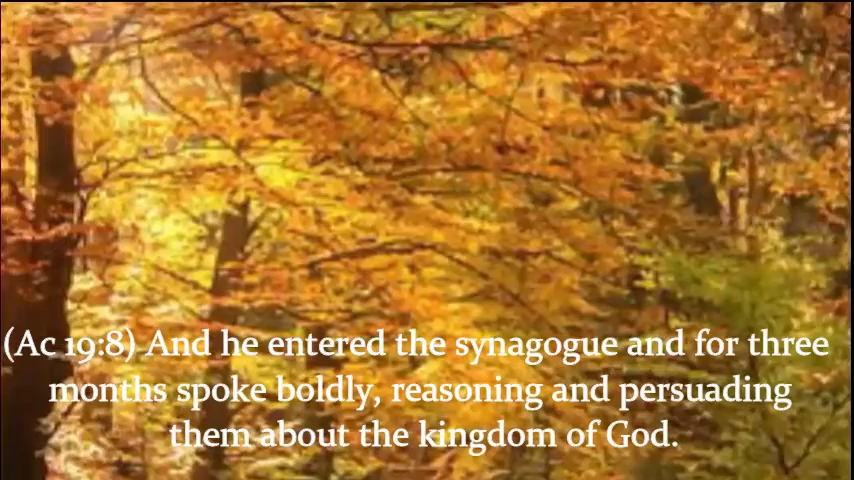 (Ac 19:8) And he entered the synagogue and for three
months spoke boldly, reasoning and persuading
them about the kingdom of God.